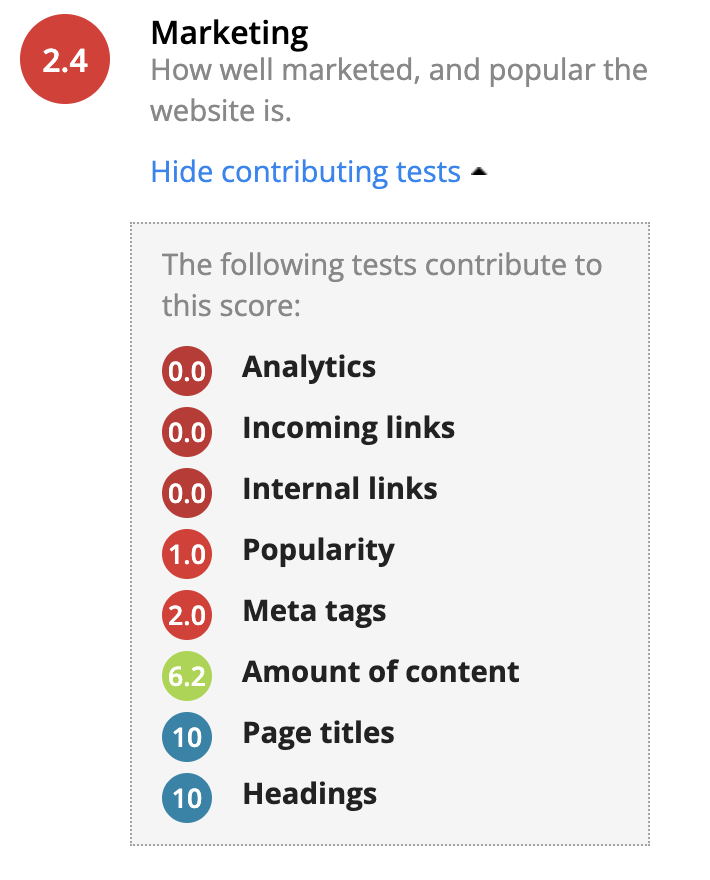 2.4
Marketing
How well marketed, and popular the
website is.
Hide contributing tests
The following tests contribute to
this score:
0.0 Analytics
0.0 Incoming links
0.0 Internal links
1.0 Popularity
2.0 Meta tags
6.2 Amount of content
10 Page titles
10 Headings